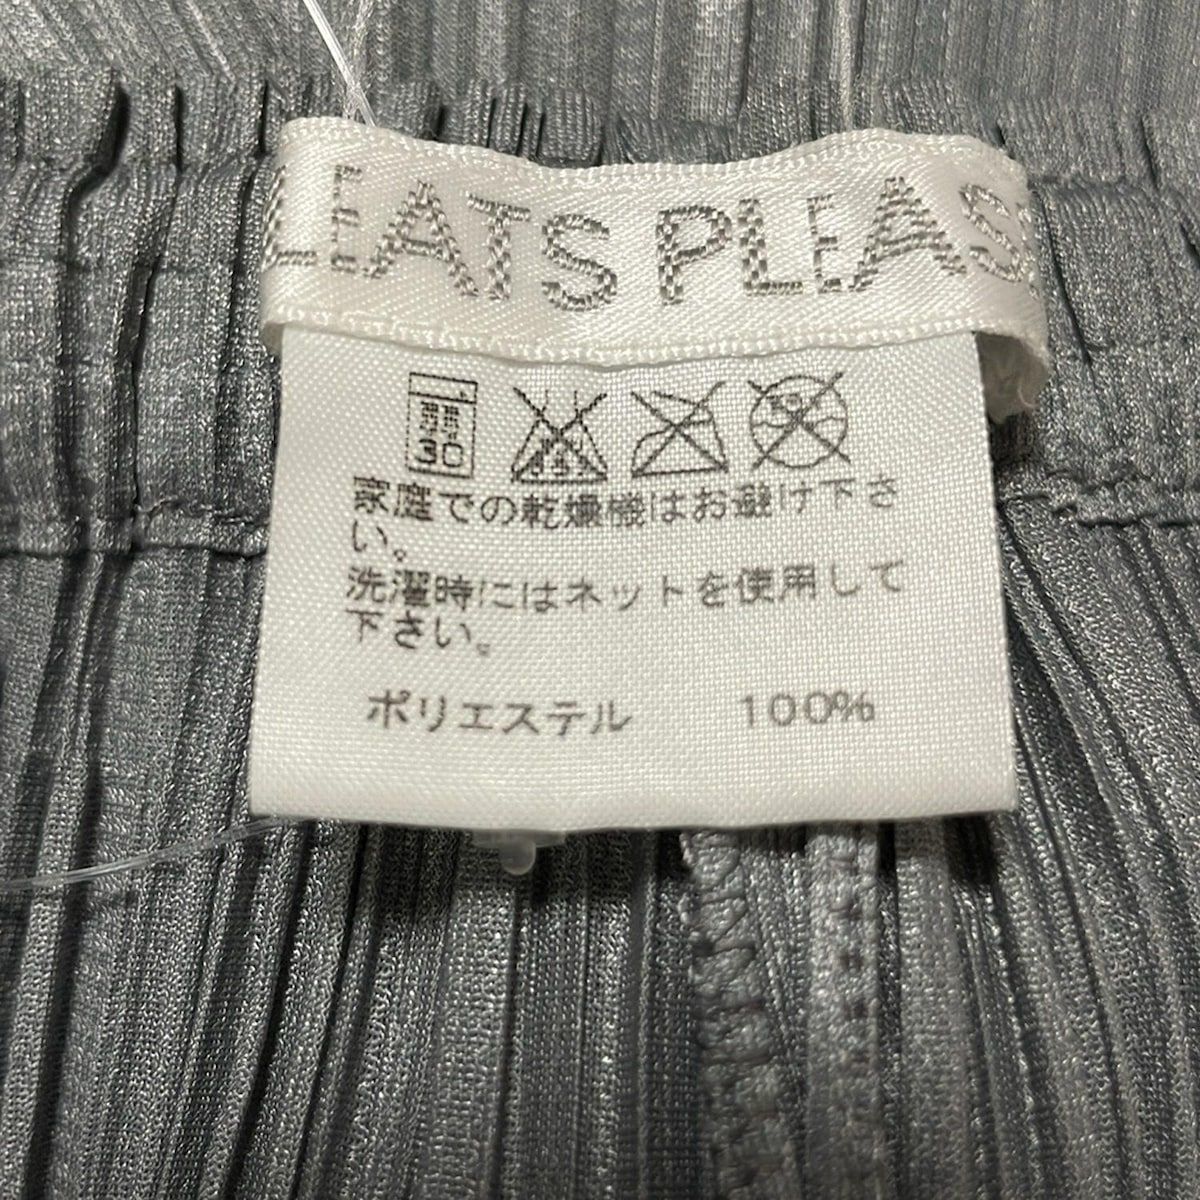 LEATS PLEAS
弱
30
家庭での乾燥機はお避け下さ
い。
洗濯時にはネットを使用して
下さい。
ポリエステル 100%